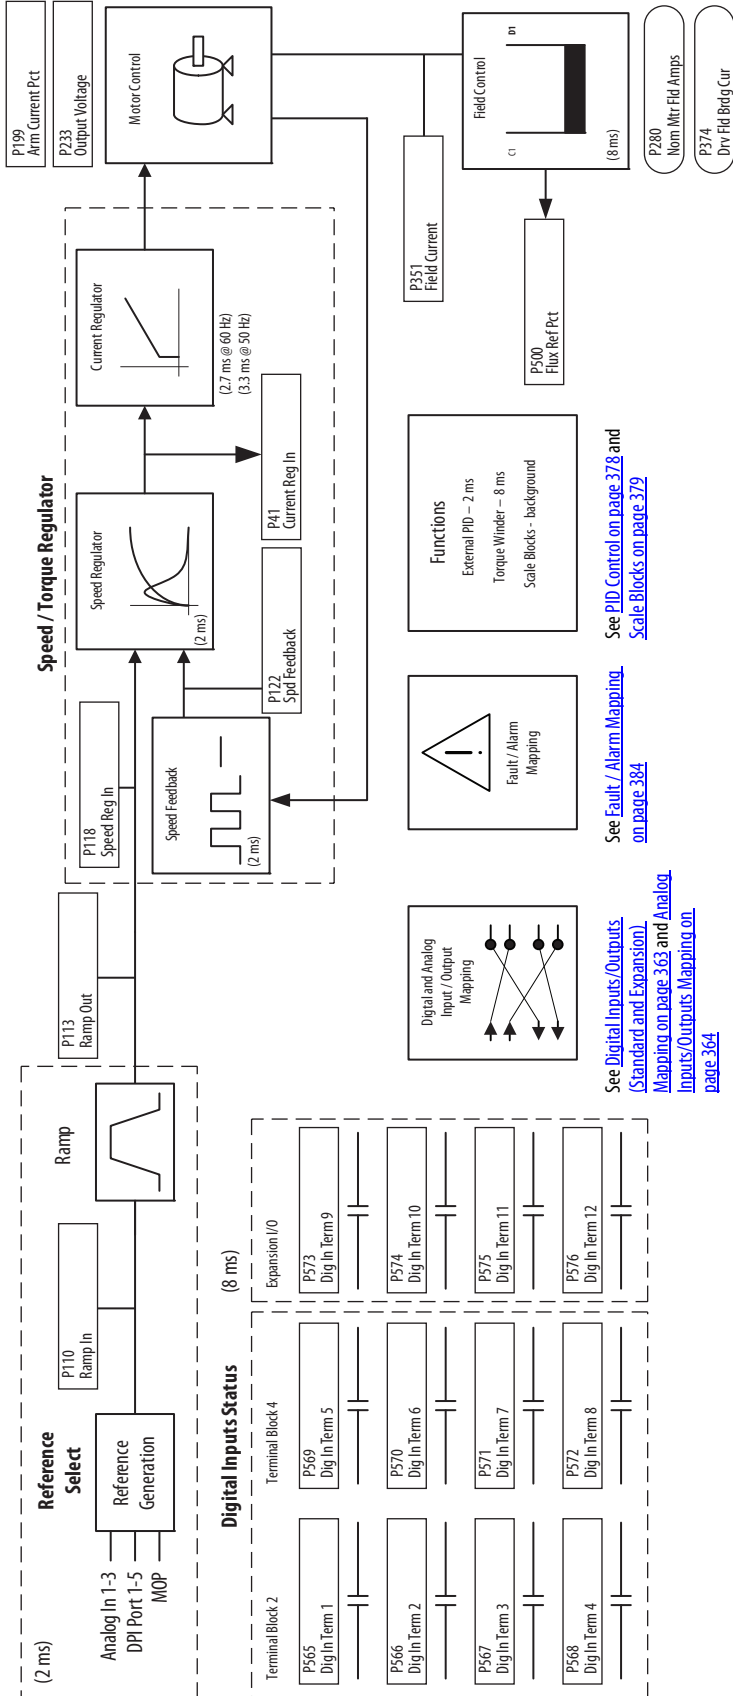 (2 ms)
Reference
Select
Analog In 1-3
DPI Port 1-5
MOP
Reference
Generation
P110
Ramp In
Ramp
P113
Ramp Out
Speed / Torque Regulator
P118
Speed Reg In
Speed Feedback
(2 ms)
P122
Spd Feedback
Speed Regulator
(2 ms)
P41
Current Reg In
Current Regulator
(2.7 ms @ 60 Hz)
(3.3 ms @ 50 Hz)
P199
Arm Current Pct
P233
Output Voltage
Motor Control
P351
Field Current
Field Control
C1
D1
(8 ms)
P500
Flux Ref Pct
P280
Nom Mtr Fld Amps
P374
Drv Fld Brdg Cur
Digital Inputs Status
(8 ms)
Terminal Block 2
P565
Dig In Term 1
P566
Dig In Term 2
P567
Dig In Term 3
P568
Dig In Term 4
Terminal Block 4
P569
Dig In Term 5
P570
Dig In Term 6
P571
Dig In Term 7
P572
Dig In Term 8
Expansion I/O
P573
Dig In Term 9
P574
Dig In Term 10
P575
Dig In Term 11
P576
Dig In Term 12
Digtal and Analog
Input / Output
Mapping
See Digital Inputs/Outputs
(Standard and Expansion)
Mapping on page 363 and Analog
Inputs/Outputs Mapping on
page 364
!
Fault / Alarm
Mapping
See Fault / Alarm Mapping
on page 384
Functions
External PID – 2 ms
Torque Winder – 8 ms
Scale Blocks - background
See PID Control on page 378 and
Scale Blocks on page 379